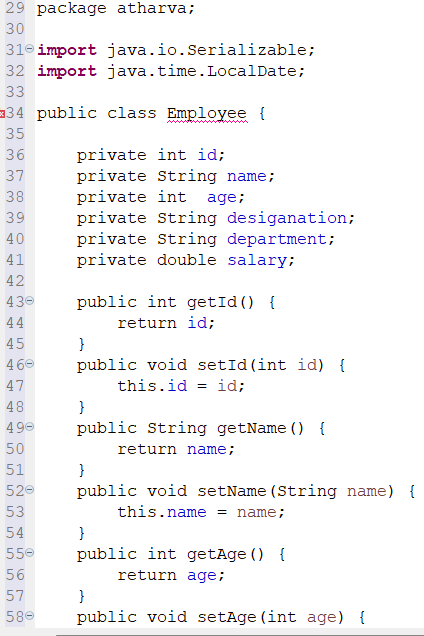 29 package atharva;
30
31 import java.io.Serializable;
32 import java.time.LocalDate;
33
34 public class Employee {
35
36     private int id;
37     private String name;
38     private int  age;
39     private String desiganation;
40     private String department;
41     private double salary;
42
43     public int getId() {
44         return id;
45     }
46     public void setId(int id) {
47         this.id = id;
48     }
49     public String getName() {
50         return name;
51     }
52     public void setName(String name) {
53         this.name = name;
54     }
55     public int getAge() {
56         return age;
57     }
58     public void setAge(int age) {